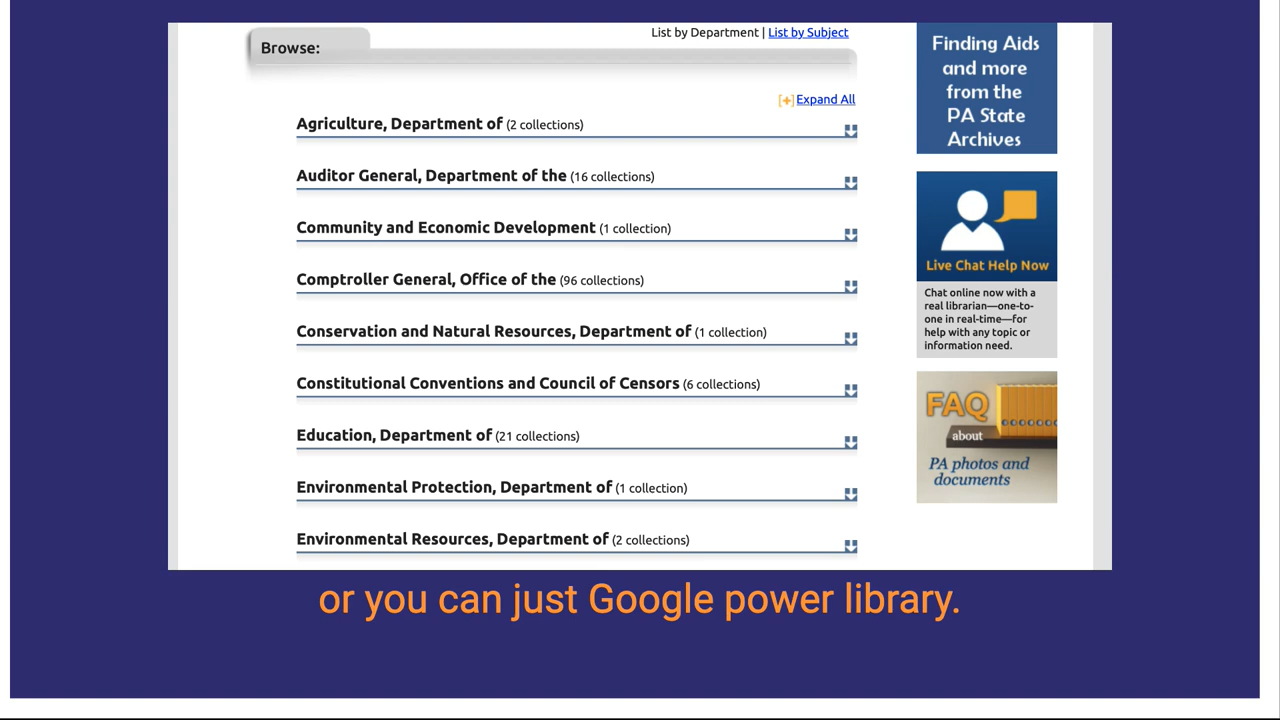 List by Department | List by Subject
Browse:
[+] Expand All
Agriculture, Department of (2 collections)
Auditor General, Department of the (16 collections)
Community and Economic Development (1 collection)
Comptroller General, Office of the (96 collections)
Conservation and Natural Resources, Department of (1 collection)
Constitutional Conventions and Council of Censors (6 collections)
Education, Department of (21 collections)
Environmental Protection, Department of (1 collection)
Environmental Resources, Department of (2 collections)
Finding Aids
and more
from the
PA State
Archives
Live Chat Help Now
Chat online now with a
real librarian—one-to-
one in real-time—for
help with any topic or
information need.
FAQ
about
PA photos and
documents
or you can just Google power library.